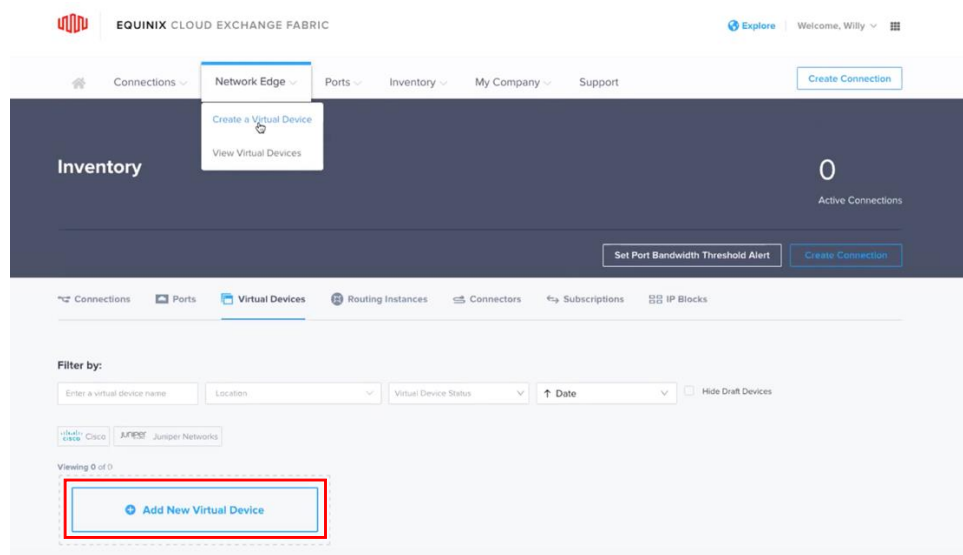 EQUINIX CLOUD EXCHANGE FABRIC
Explore Welcome, Willy
Connections Network Edge Ports Inventory My Company Support Create Connection
Create a Virtual Device
View Virtual Devices
Inventory
0
Active Connections
Set Port Bandwidth Threshold Alert Create Connection
Connections Ports Virtual Devices Routing Instances Connectors Subscriptions IP Blocks
Filter by:
Enter a virtual device name Location Virtual Device Status ↑ Date Hide Draft Devices
cisco Cisco JUNIPER Juniper Networks
Viewing 0 of 0
Add New Virtual Device